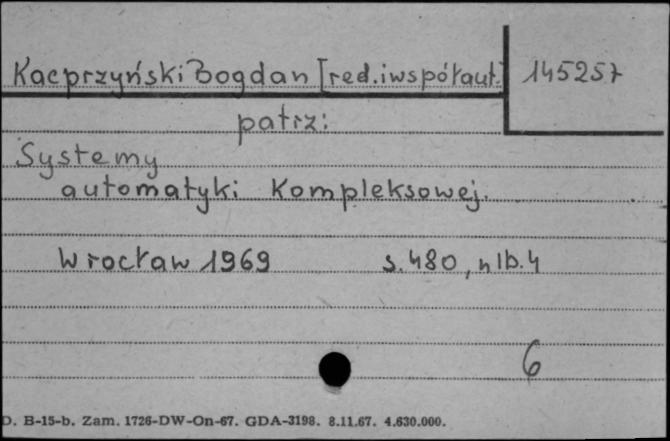 Kacprzyński Bogdan [red.iwspółaut.] 145257
patrz:
Systemy
automatyki kompleksowej.
Wrocław 1969 s.480, nlb.4
6
D. B-15-b. Zam. 1726-DW-On-67. GDA-3198. 8.11.67. 4.630.000.